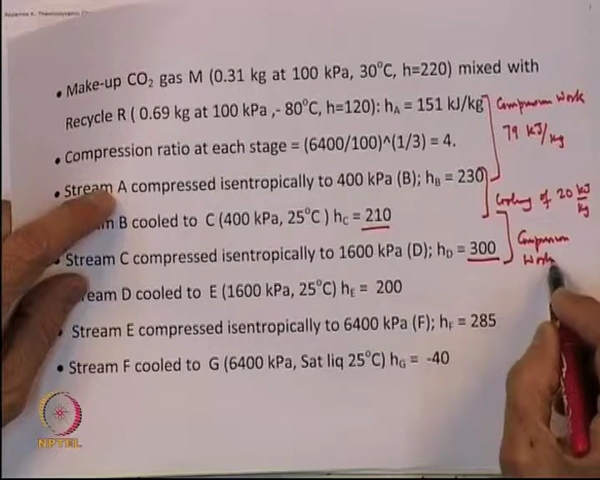 • Make-up CO2 gas M (0.31 kg at 100 kPa, 30°C, h=220) mixed with
Recycle R ( 0.69 kg at 100 kPa ,- 80°C, h=120): hA = 151 kJ/kg
• Compression ratio at each stage = (6400/100)^(1/3) = 4.
• Stream A compressed isentropically to 400 kPa (B); hB = 230
m B cooled to C (400 kPa, 25°C ) hC = 210
Stream C compressed isentropically to 1600 kPa (D); hD = 300
eam D cooled to E (1600 kPa, 25°C) hE = 200
• Stream E compressed isentropically to 6400 kPa (F); hF = 285
• Stream F cooled to G (6400 kPa, Sat liq 25°C) hG = -40
Compression Work
79 kJ/kg
Cooling of 20 kJ/kg
Compression
Work
NPTEL